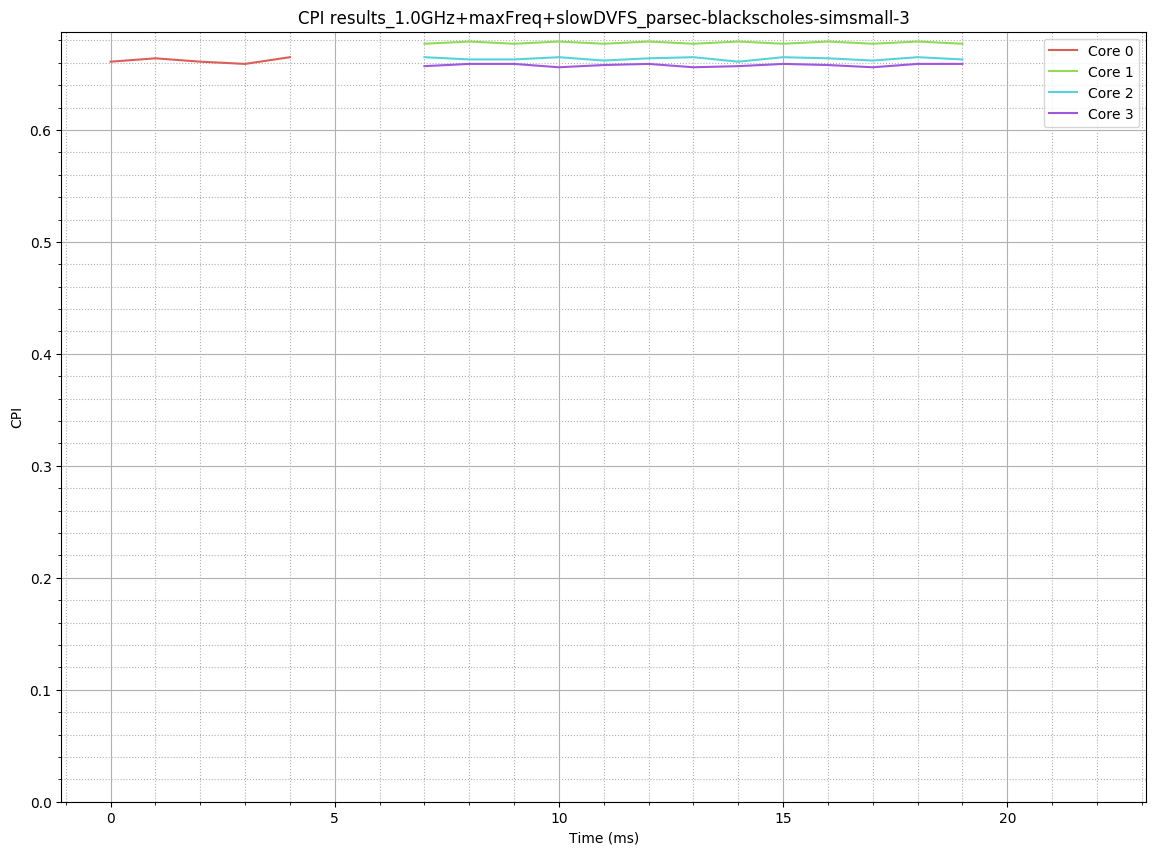 CPI results_1.0GHz+maxFreq+slowDVFS_parsec-blackscholes-simsmall-3
Core 0
Core 1
Core 2
Core 3
CPI
0.6
0.5
0.4
0.3
0.2
0.1
0.0
0 5 10 15 20
Time (ms)